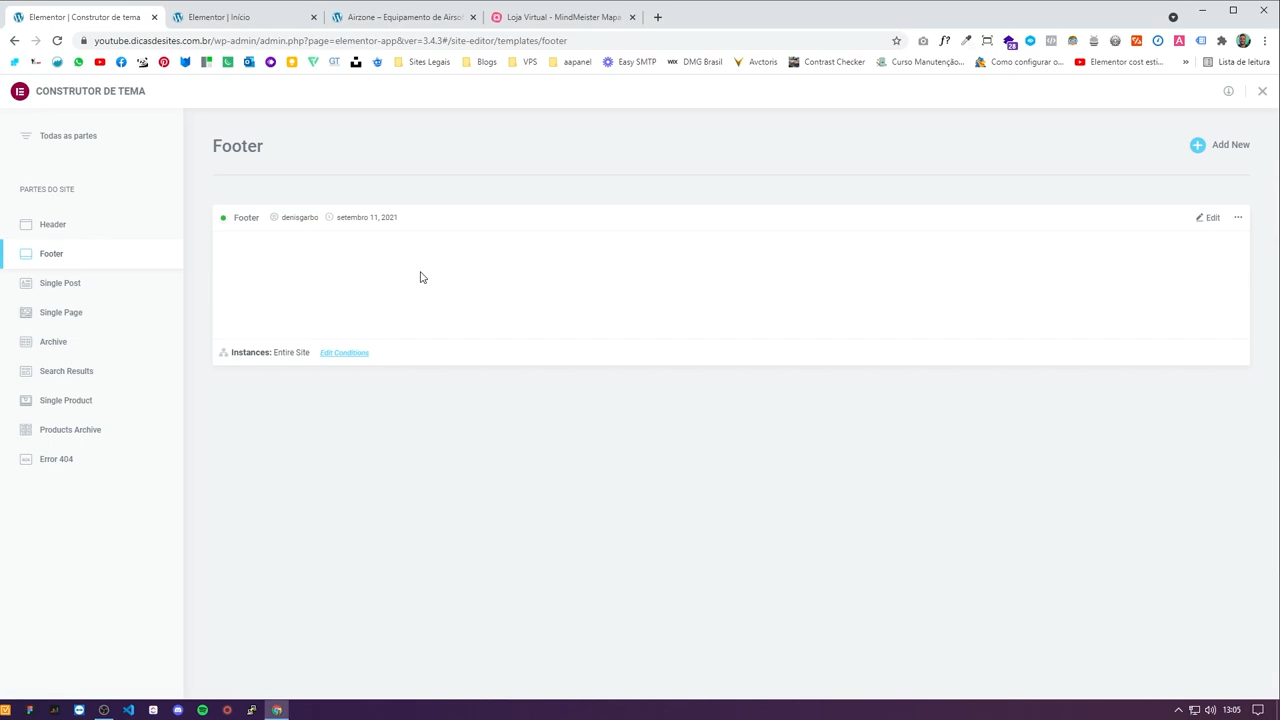 Elementor | Construtor de tema
Elementor | Início
Airzone – Equipamento de Airsof
Loja Virtual - MindMeister Mapa
youtube.dicasdesites.com.br/wp-admin/admin.php?page=elementor-app&ver=3.4.3#/site-editor/templates/footer
28
Sites Legais
Blogs
VPS
aapanel
Easy SMTP
WIX DMG Brasil
Avctoris
Contrast Checker
Curso Manutenção...
Como configurar o...
Elementor cost esti...
Lista de leitura
CONSTRUTOR DE TEMA
Todas as partes
PARTES DO SITE
Header
Footer
Single Post
Single Page
Archive
Search Results
Single Product
Products Archive
Error 404
Footer
Add New
Footer denisgarbo setembro 11, 2021
Edit
Instances: Entire Site Edit Conditions
13:05